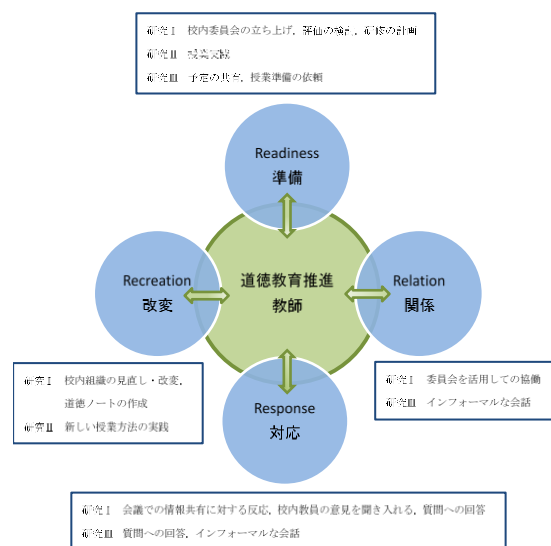 研究Ⅰ 校内委員会の立ち上げ，評価の検討，研修の計画
研究Ⅱ 授業実践
研究Ⅲ 予定の共有，授業準備の依頼
Readiness
準備
Recreation
改変
道徳教育推進
教師
Relation
関係
研究Ⅰ 校内組織の見直し・改変，
道徳ノートの作成
研究Ⅱ 新しい授業方法の実践
研究Ⅰ 委員会を活用しての協働
研究Ⅲ インフォーマルな会話
Response
対応
研究Ⅰ 会議での情報共有に対する反応，校内教員の意見を聞き入れる，質問への回答
研究Ⅲ 質問への回答，インフォーマルな会話